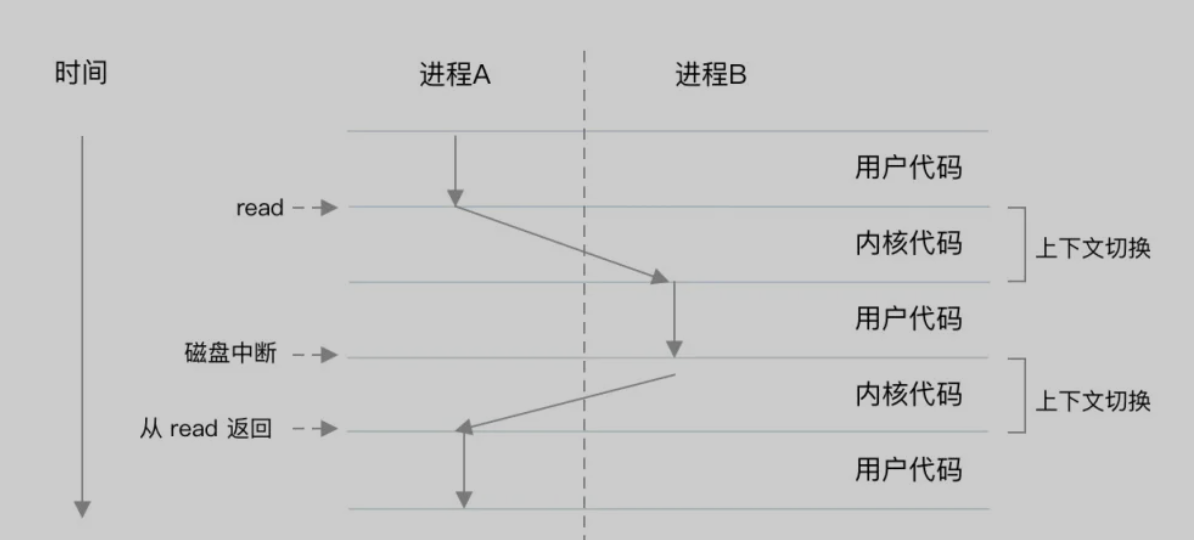 时间
进程A
进程B
用户代码
read
内核代码
上下文切换
用户代码
磁盘中断
内核代码
上下文切换
从 read 返回
用户代码